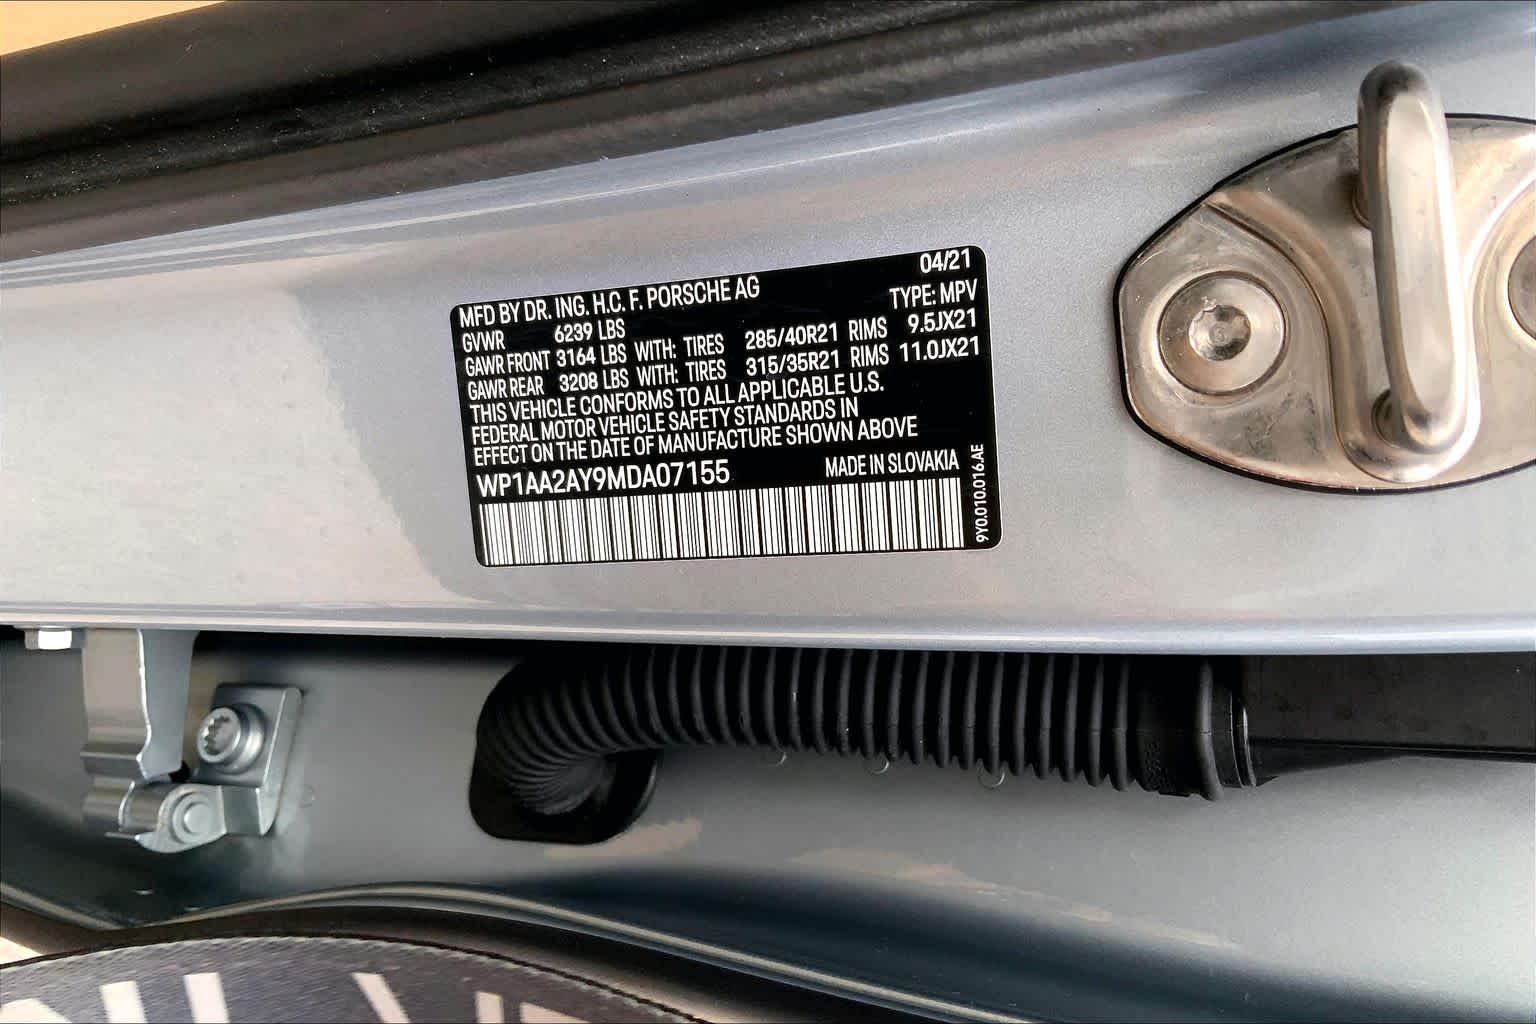 04/21
MFD BY DR. ING. H.C. F. PORSCHE AG TYPE: MPV
GVWR 6239 LBS
GAWR FRONT 3164 LBS WITH: TIRES 285/40R21 RIMS 9.5JX21
GAWR REAR 3208 LBS WITH: TIRES 315/35R21 RIMS 11.0JX21
THIS VEHICLE CONFORMS TO ALL APPLICABLE U.S.
FEDERAL MOTOR VEHICLE SAFETY STANDARDS IN
EFFECT ON THE DATE OF MANUFACTURE SHOWN ABOVE
WP1AA2AY9MDA07155 MADE IN SLOVAKIA
9Y0.010.016.AE